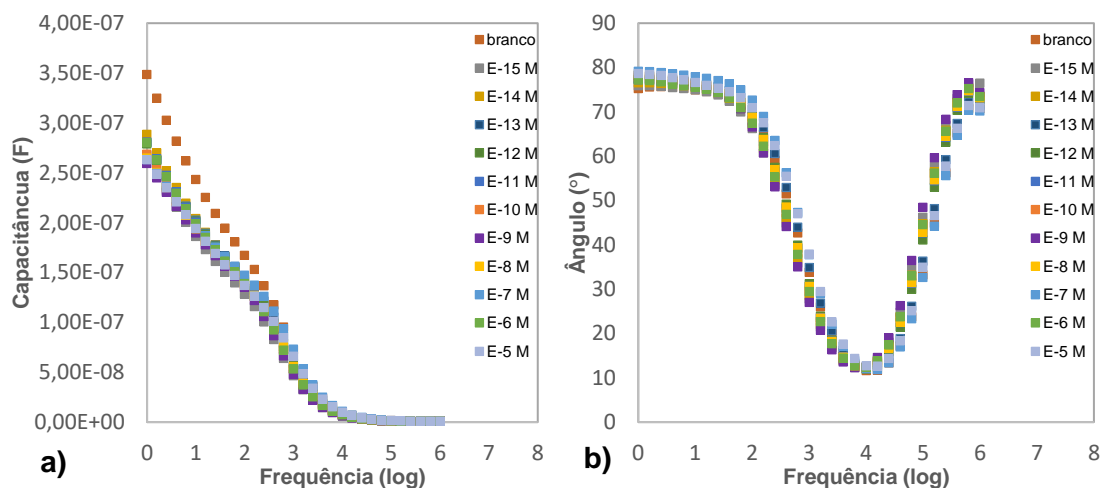 4,00E-07
3,50E-07
3,00E-07
2,50E-07
2,00E-07
1,50E-07
1,00E-07
5,00E-08
0,00E+00
Capacitâncua (F)
0 1 2 3 4 5 6 7 8
Frequência (log)
a)
branco
E-15 M
E-14 M
E-13 M
E-12 M
E-11 M
E-10 M
E-9 M
E-8 M
E-7 M
E-6 M
E-5 M
90
80
70
60
50
40
30
20
10
0
Ângulo (°)
0 1 2 3 4 5 6 7 8
Frequência (log)
b)
branco
E-15 M
E-14 M
E-13 M
E-12 M
E-11 M
E-10 M
E-9 M
E-8 M
E-7 M
E-6 M
E-5 M